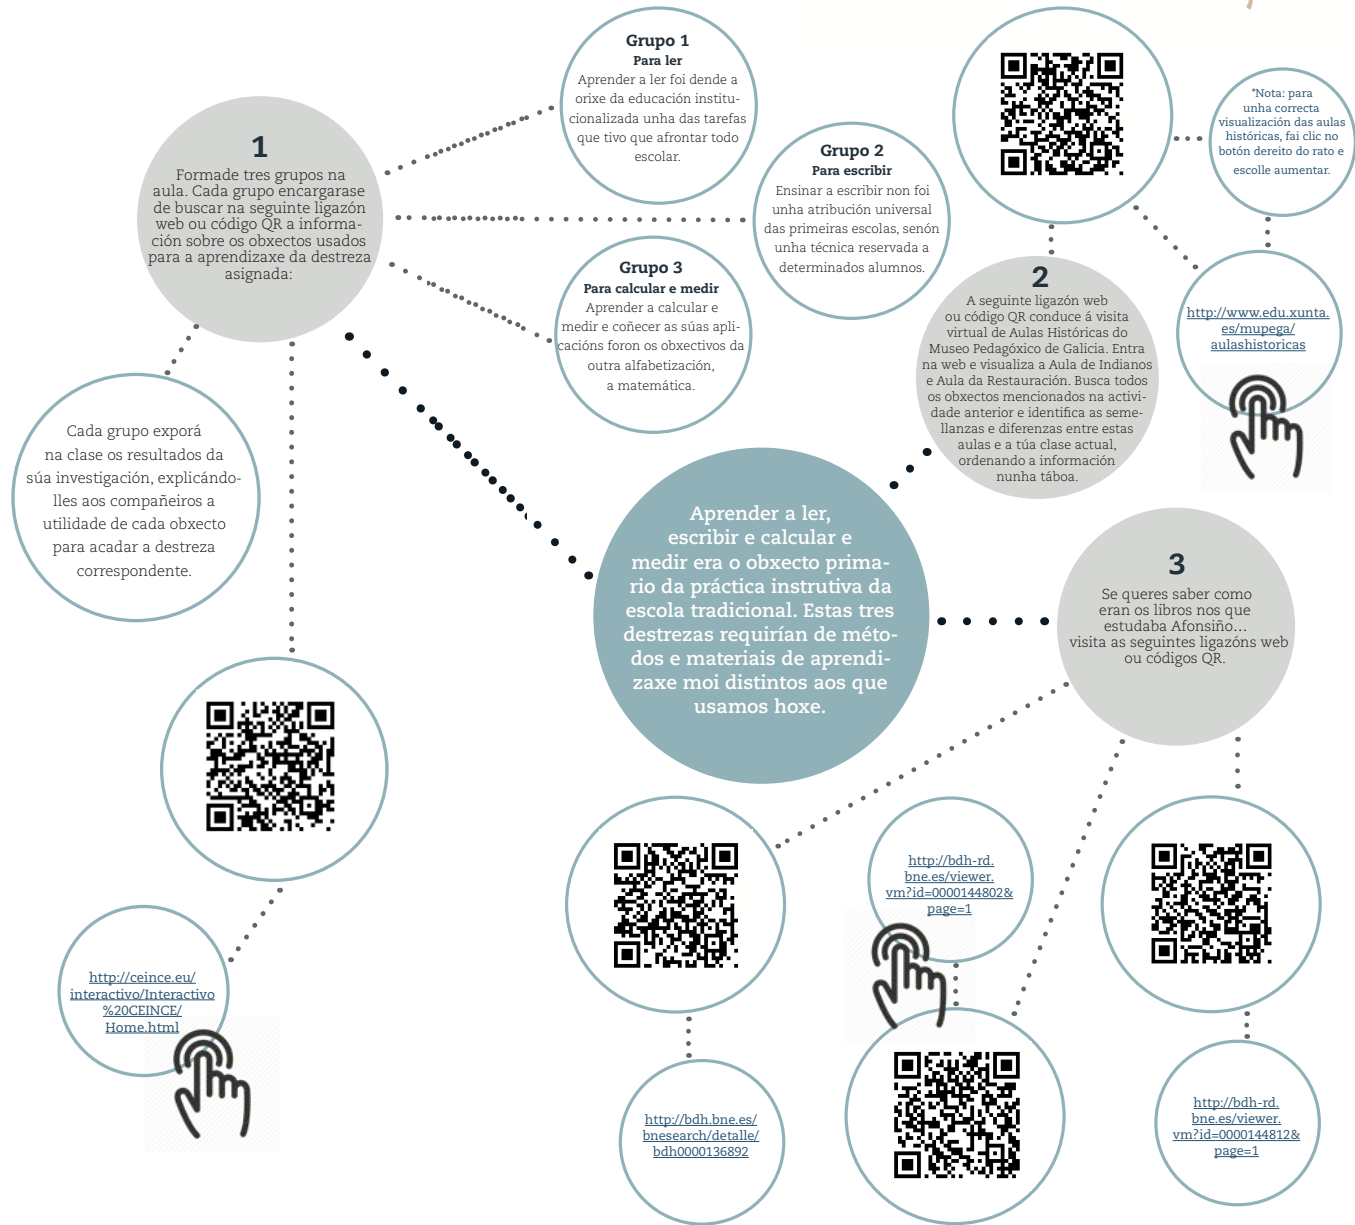 1
Formade tres grupos na
aula. Cada grupo encargarase
de buscar na seguinte ligazón
web ou código QR a informa-
ción sobre os obxectos usados
para a aprendizaxe da destreza
asignada:
Grupo 1
Para ler
Aprender a ler foi dende a
orixe da educación institu-
cionalizada unha das tarefas
que tivo que afrontar todo
escolar.
Grupo 2
Para escribir
Ensinar a escribir non foi
unha atribución universal
das primeiras escolas, senón
unha técnica reservada a
determinados alumnos.
Grupo 3
Para calcular e medir
Aprender a calcular e
medir e coñecer as súas apli-
cacións foron os obxectivos da
outra alfabetización,
a matemática.
Cada grupo exporá
na clase os resultados da
súa investigación, explicándo-
lles aos compañeiros a
utilidade de cada obxecto
para acadar a destreza
correspondente.
http://ceince.eu/
interactivo/Interactivo
%20CEINCE/
Home.html
Aprender a ler,
escribir e calcular e
medir era o obxecto prima-
rio da práctica instrutiva da
escola tradicional. Estas tres
destrezas requirían de méto-
dos e materiais de aprendi-
zaxe moi distintos aos que
usamos hoxe.
2
A seguinte ligazón web
ou código QR conduce á visita
virtual de Aulas Históricas do
Museo Pedagóxico de Galicia. Entra
na web e visualiza a Aula de Indianos
e Aula da Restauración. Busca todos
os obxectos mencionados na activi-
dade anterior e identifica as seme-
llanzas e diferenzas entre estas
aulas e a túa clase actual,
ordenando a información
nunha táboa.
*Nota: para
unha correcta
visualización das aulas
históricas, fai clic no
botón dereito do rato e
escolle aumentar.
http://www.edu.xunta.
es/mupega/
aulashistoricas
3
Se queres saber como
eran os libros nos que
estudaba Afonsiño…
visita as seguintes ligazóns web
ou códigos QR.
http://bdh.bne.es/
bnesearch/detalle/
bdh0000136892
http://bdh-rd.
bne.es/viewer.
vm?id=0000144802&
page=1
http://bdh-rd.
bne.es/viewer.
vm?id=0000144812&
page=1